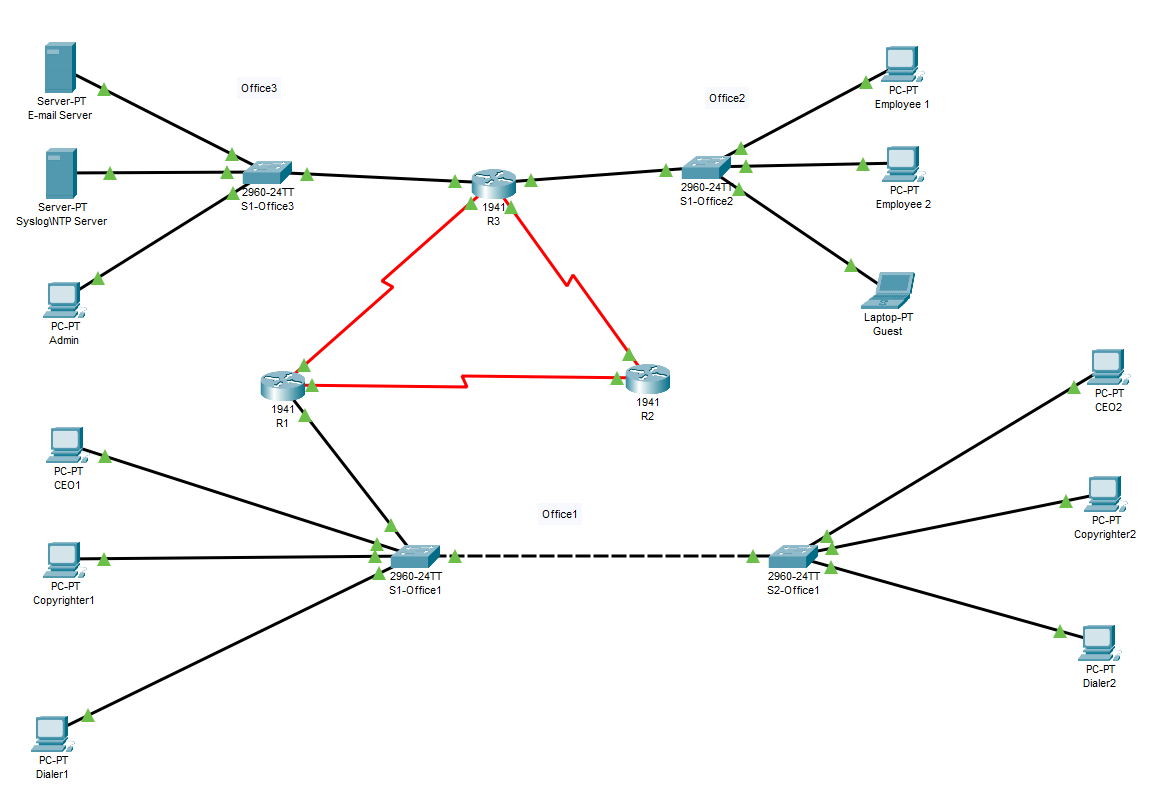 Server-PT
E-mail Server
Office3
Server-PT
Syslog\NTP Server
2960-24TT
S1-Office3
PC-PT
Admin
1941
R3
Office2
2960-24TT
S1-Office2
PC-PT
Employee 1
PC-PT
Employee 2
Laptop-PT
Guest
1941
R1
1941
R2
PC-PT
CEO1
PC-PT
Copyrighter1
PC-PT
Dialer1
Office1
2960-24TT
S1-Office1
2960-24TT
S2-Office1
PC-PT
CEO2
PC-PT
Copyrighter2
PC-PT
Dialer2